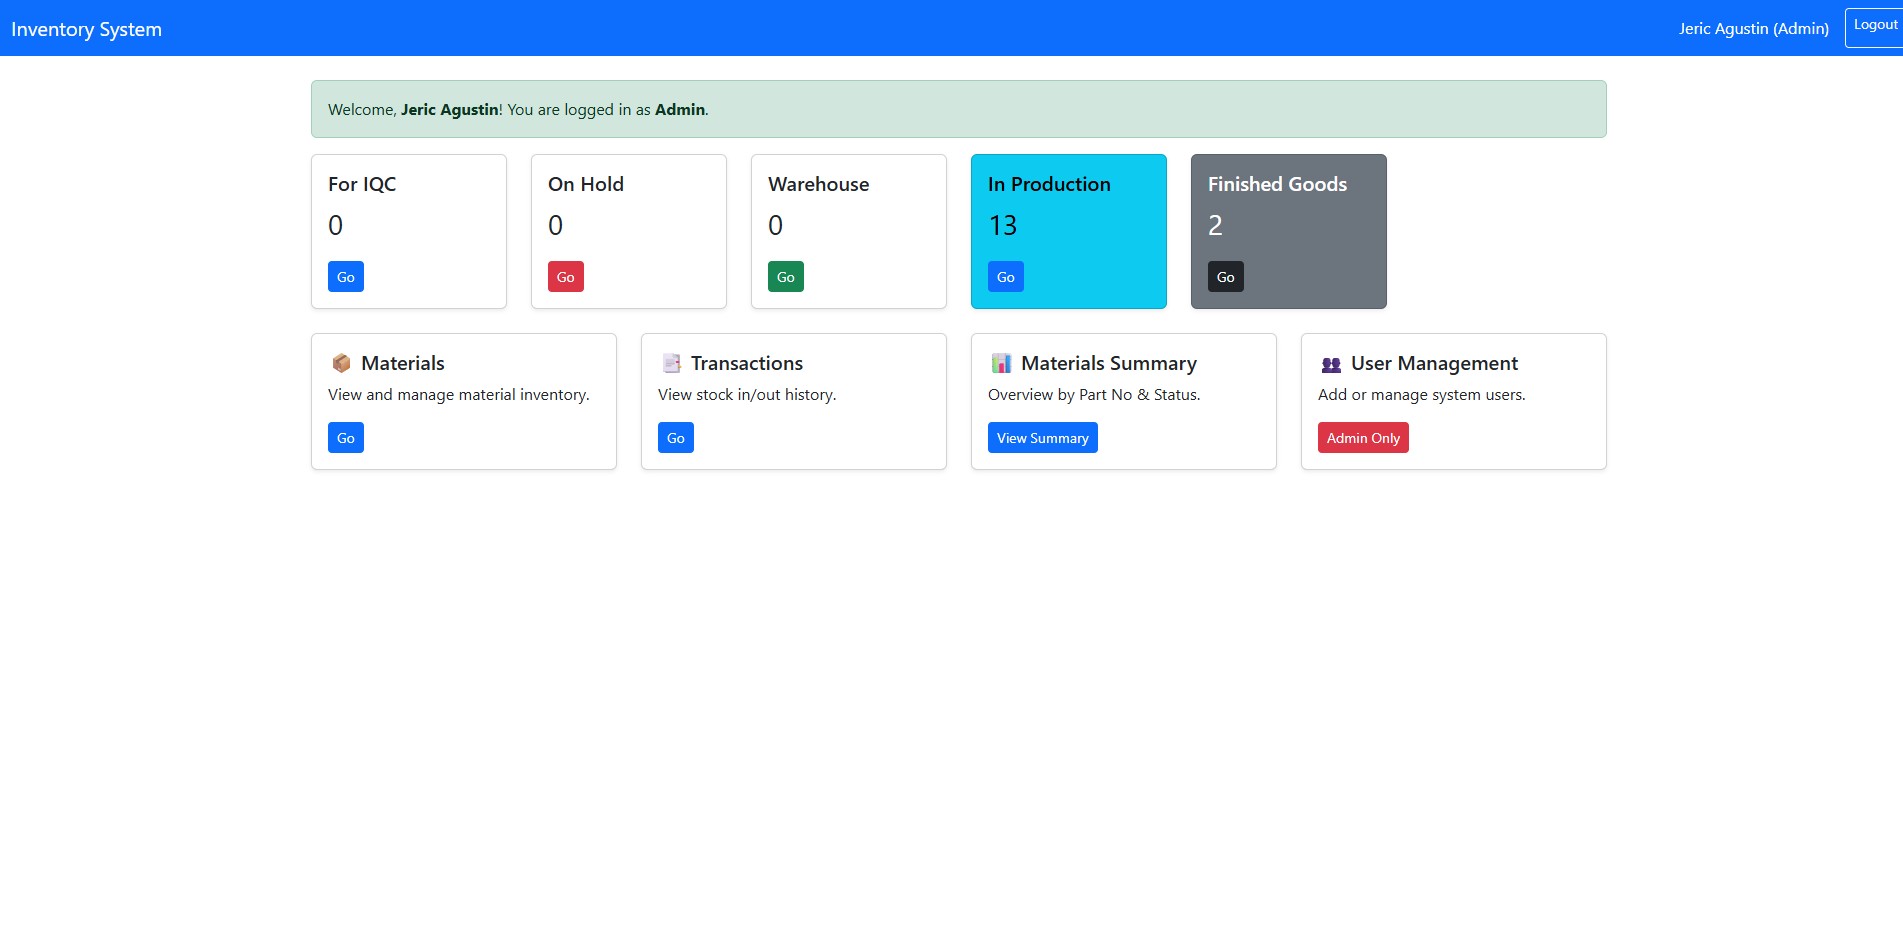 Inventory System
Jeric Agustin (Admin)
Logout
Welcome, Jeric Agustin! You are logged in as Admin.
For IQC
0
Go
On Hold
0
Go
Warehouse
0
Go
In Production
13
Go
Finished Goods
2
Go
Materials
View and manage material inventory.
Go
Transactions
View stock in/out history.
Go
Materials Summary
Overview by Part No & Status.
View Summary
User Management
Add or manage system users.
Admin Only